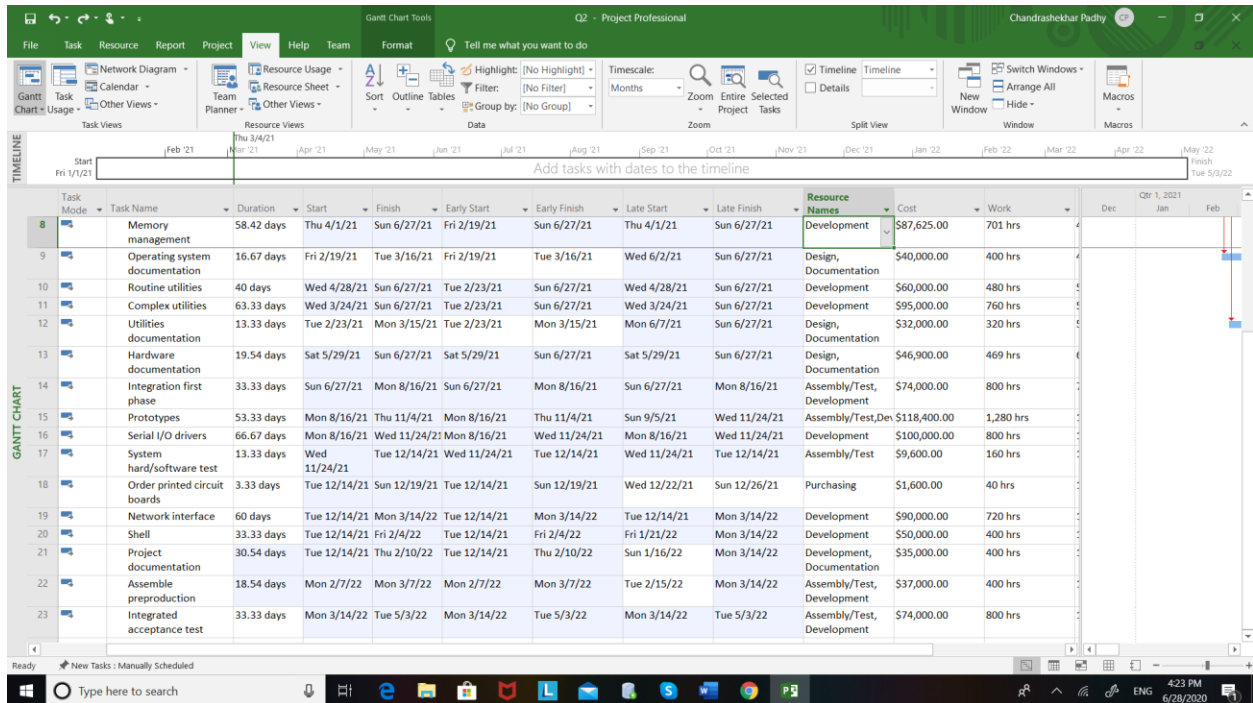 Gantt Chart Tools
Q2 - Project Professional
Chandrashekhar Padhy CP
File Task Resource Report Project View Help Team Format Tell me what you want to do
Gantt Chart
Task Usage
Network Diagram
Calendar
Other Views
Task Views
Team Planner
Resource Usage
Resource Sheet
Other Views
Resource Views
Sort Outline Tables
Highlight: [No Highlight]
Filter: [No Filter]
Group by: [No Group]
Data
Timescale:
Months
Zoom Entire Project Selected Tasks
Zoom
Timeline Timeline
Details
Split View
New Window
Switch Windows
Arrange All
Hide
Window
Macros
Macros
TIMELINE
Thu 3/4/21
Feb '21 Mar '21 Apr '21 May '21 Jun '21 Jul '21 Aug '21 Sep '21 Oct '21 Nov '21 Dec '21 Jan '22 Feb '22 Mar '22 Apr '22 May '22
Start
Fri 1/1/21
Add tasks with dates to the timeline
Finish
Tue 5/3/22
GANTT CHART
Task Mode Task Name Duration Start Finish Early Start Early Finish Late Start Late Finish Resource Names Cost Work
Qtr 1, 2021
Dec Jan Feb
8 Memory management 58.42 days Thu 4/1/21 Sun 6/27/21 Fri 2/19/21 Sun 6/27/21 Thu 4/1/21 Sun 6/27/21 Development $87,625.00 701 hrs
9 Operating system documentation 16.67 days Fri 2/19/21 Tue 3/16/21 Fri 2/19/21 Tue 3/16/21 Wed 6/2/21 Sun 6/27/21 Design, Documentation $40,000.00 400 hrs
10 Routine utilities 40 days Wed 4/28/21 Sun 6/27/21 Tue 2/23/21 Sun 6/27/21 Wed 4/28/21 Sun 6/27/21 Development $60,000.00 480 hrs
11 Complex utilities 63.33 days Wed 3/24/21 Sun 6/27/21 Tue 2/23/21 Sun 6/27/21 Wed 3/24/21 Sun 6/27/21 Development $95,000.00 760 hrs
12 Utilities documentation 13.33 days Tue 2/23/21 Mon 3/15/21 Tue 2/23/21 Mon 3/15/21 Mon 6/7/21 Sun 6/27/21 Design, Documentation $32,000.00 320 hrs
13 Hardware documentation 19.54 days Sat 5/29/21 Sun 6/27/21 Sat 5/29/21 Sun 6/27/21 Sat 5/29/21 Sun 6/27/21 Design, Documentation $46,900.00 469 hrs
14 Integration first phase 33.33 days Sun 6/27/21 Mon 8/16/21 Sun 6/27/21 Mon 8/16/21 Sun 6/27/21 Mon 8/16/21 Assembly/Test, Development $74,000.00 800 hrs
15 Prototypes 53.33 days Mon 8/16/21 Thu 11/4/21 Mon 8/16/21 Thu 11/4/21 Sun 9/5/21 Wed 11/24/21 Assembly/Test,Dev $118,400.00 1,280 hrs
16 Serial I/O drivers 66.67 days Mon 8/16/21 Wed 11/24/21 Mon 8/16/21 Wed 11/24/21 Mon 8/16/21 Wed 11/24/21 Development $100,000.00 800 hrs
17 System hard/software test 13.33 days Wed 11/24/21 Tue 12/14/21 Wed 11/24/21 Tue 12/14/21 Wed 11/24/21 Tue 12/14/21 Assembly/Test $9,600.00 160 hrs
18 Order printed circuit boards 3.33 days Tue 12/14/21 Sun 12/19/21 Tue 12/14/21 Sun 12/19/21 Wed 12/22/21 Sun 12/26/21 Purchasing $1,600.00 40 hrs
19 Network interface 60 days Tue 12/14/21 Mon 3/14/22 Tue 12/14/21 Mon 3/14/22 Tue 12/14/21 Mon 3/14/22 Development $90,000.00 720 hrs
20 Shell 33.33 days Tue 12/14/21 Fri 2/4/22 Tue 12/14/21 Fri 2/4/22 Fri 1/21/22 Mon 3/14/22 Development $50,000.00 400 hrs
21 Project documentation 30.54 days Tue 12/14/21 Thu 2/10/22 Tue 12/14/21 Thu 2/10/22 Sun 1/16/22 Mon 3/14/22 Development, Documentation $35,000.00 400 hrs
22 Assemble preproduction 18.54 days Mon 2/7/22 Mon 3/7/22 Mon 2/7/22 Mon 3/7/22 Tue 2/15/22 Mon 3/14/22 Assembly/Test, Development $37,000.00 400 hrs
23 Integrated acceptance test 33.33 days Mon 3/14/22 Tue 5/3/22 Mon 3/14/22 Tue 5/3/22 Mon 3/14/22 Tue 5/3/22 Assembly/Test, Development $74,000.00 800 hrs
Ready New Tasks : Manually Scheduled
Type here to search
ENG
4:23 PM
6/28/2020